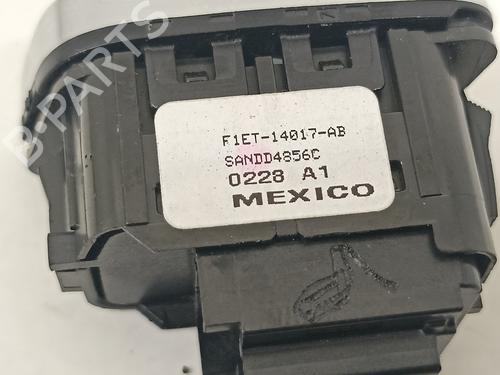 B-PARTS
F1ET-14017-AB
SANDD4856C
0228 A1
MEXICO